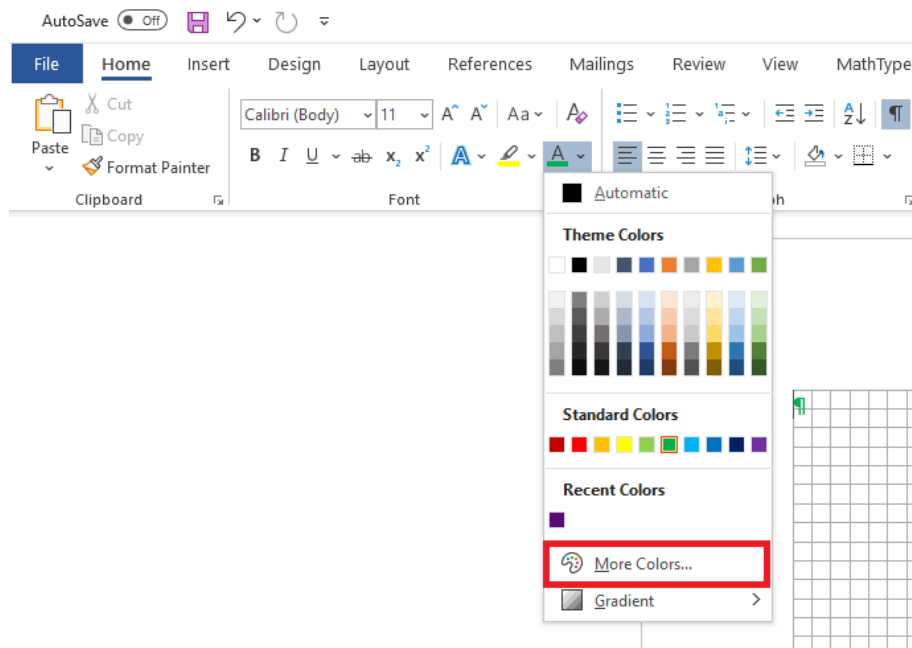 AutoSave Off
File Home Insert Design Layout References Mailings Review View MathType
Cut
Copy
Paste
Format Painter
Clipboard
Calibri (Body) 11 A A Aa A
B I U ab x2 x2 A A
Font
A
Z
¶
Automatic
Theme Colors
Standard Colors
Recent Colors
More Colors...
Gradient
¶